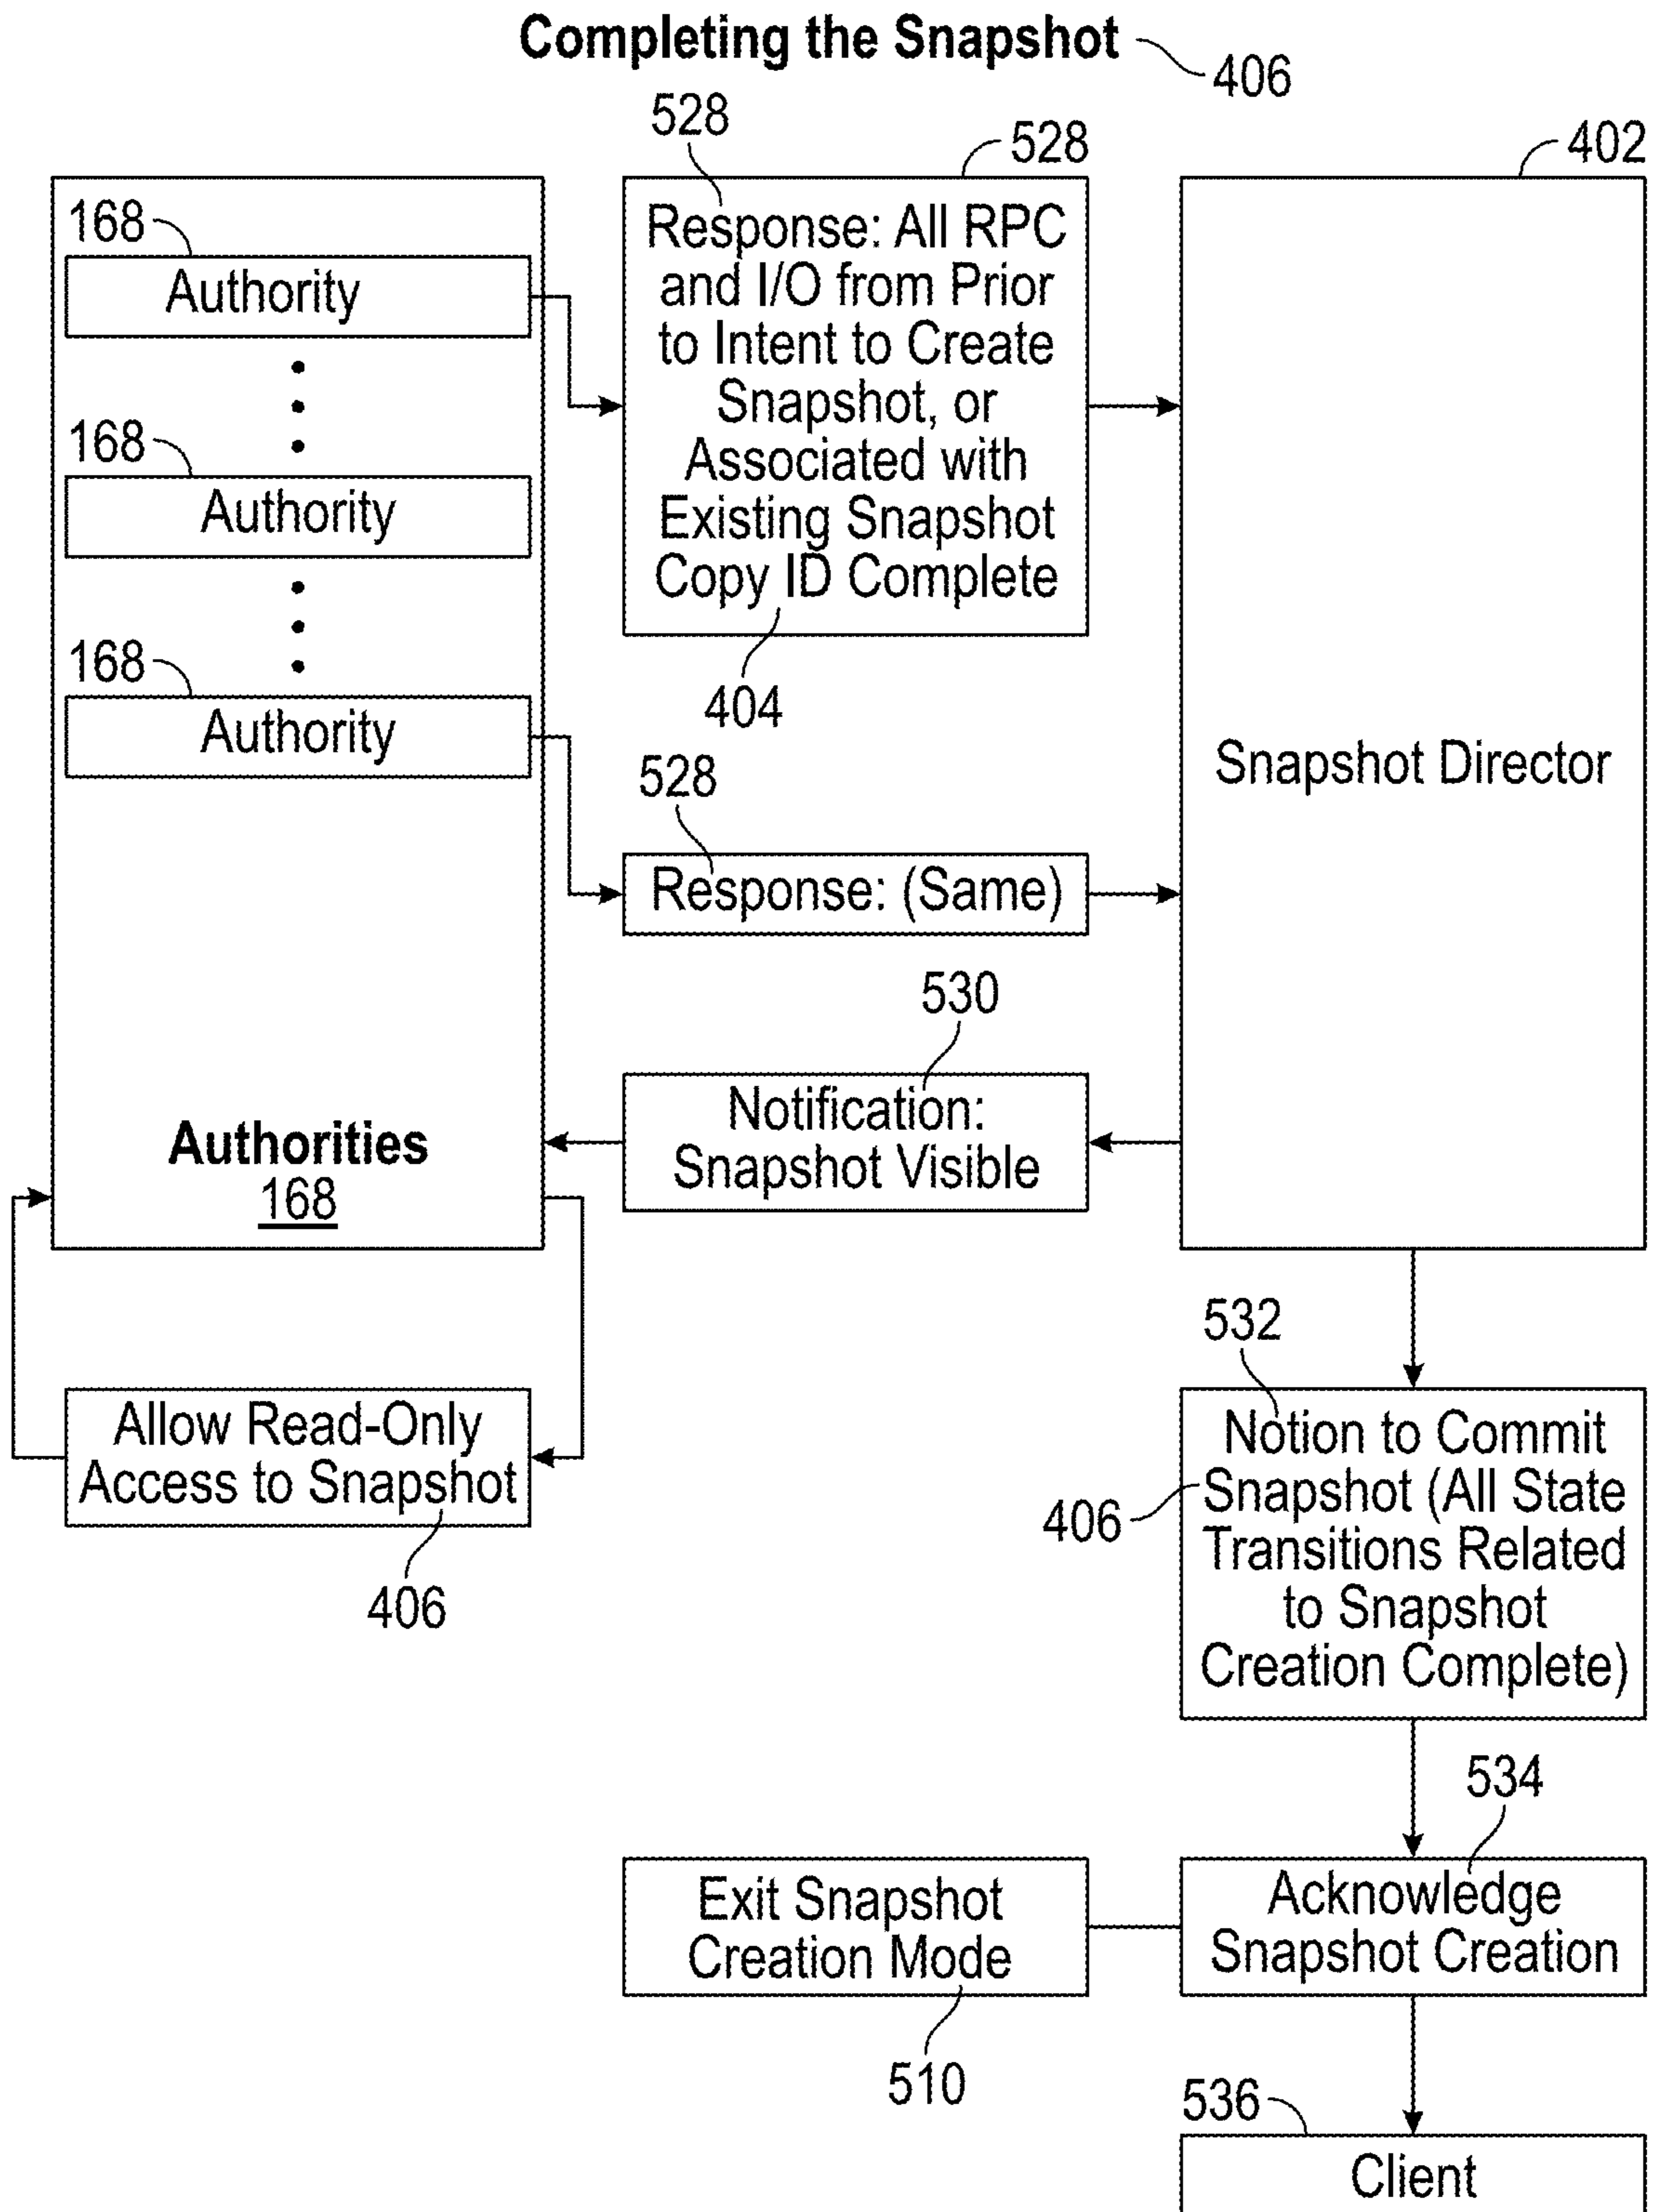 Completing the Snapshot
406
528
528
402
168
Authority
168
Authority
168
Authority
Authorities
168
Response: All RPC
and I/O from Prior
to Intent to Create
Snapshot, or
Associated with
Existing Snapshot
Copy ID Complete
404
528
Response: (Same)
530
Notification:
Snapshot Visible
Snapshot Director
Allow Read-Only
Access to Snapshot
406
532
Notion to Commit
Snapshot (All State
Transitions Related
to Snapshot
Creation Complete)
406
534
Acknowledge
Snapshot Creation
Exit Snapshot
Creation Mode
510
536
Client